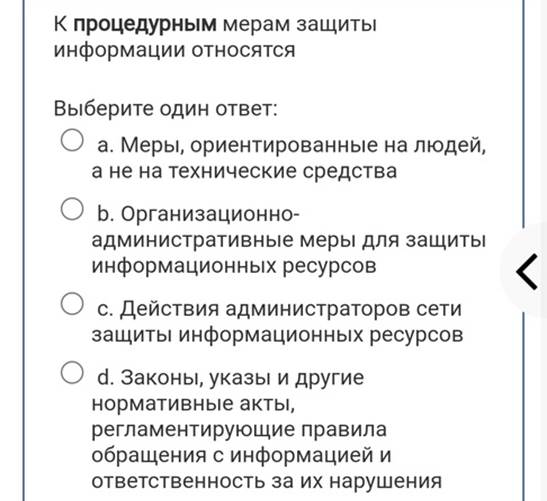 К процедурным мерам защиты
информации относятся
Выберите один ответ:
a. Меры, ориентированные на людей,
а не на технические средства
b. Организационно-
административные меры для защиты
информационных ресурсов
c. Действия администраторов сети
защиты информационных ресурсов
d. Законы, указы и другие
нормативные акты,
регламентирующие правила
обращения с информацией и
ответственность за их нарушения